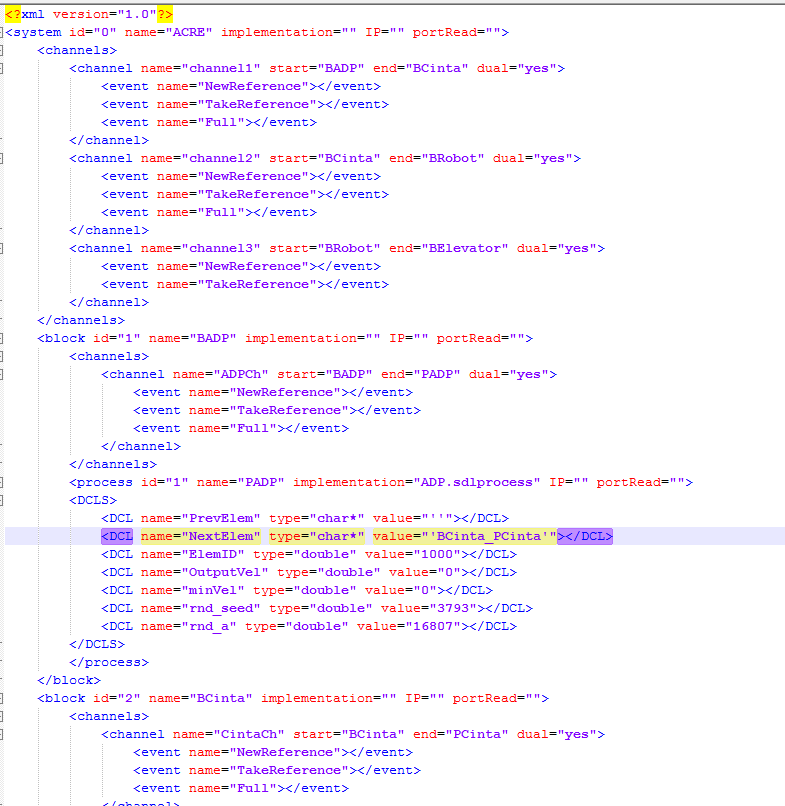 <?xml version="1.0"?>
<system id="0" name="ACRE" implementation="" IP="" portRead="">
<channels>
<channel name="channel1" start="BADP" end="BCinta" dual="yes">
<event name="NewReference"></event>
<event name="TakeReference"></event>
<event name="Full"></event>
</channel>
<channel name="channel2" start="BCinta" end="BRobot" dual="yes">
<event name="NewReference"></event>
<event name="TakeReference"></event>
<event name="Full"></event>
</channel>
<channel name="channel3" start="BRobot" end="BElevator" dual="yes">
<event name="NewReference"></event>
<event name="TakeReference"></event>
</channel>
</channels>
<block id="1" name="BADP" implementation="" IP="" portRead="">
<channels>
<channel name="ADPCh" start="BADP" end="PADP" dual="yes">
<event name="NewReference"></event>
<event name="TakeReference"></event>
<event name="Full"></event>
</channel>
</channels>
<process id="1" name="PADP" implementation="ADP.sdlprocess" IP="" portRead="">
<DCLS>
<DCL name="PrevElem" type="char*" value="''"></DCL>
<DCL name="NextElem" type="char*" value="'BCinta_PCinta'"></DCL>
<DCL name="ElemID" type="double" value="1000"></DCL>
<DCL name="OutputVel" type="double" value="0"></DCL>
<DCL name="minVel" type="double" value="0"></DCL>
<DCL name="rnd_seed" type="double" value="3793"></DCL>
<DCL name="rnd_a" type="double" value="16807"></DCL>
</DCLS>
</process>
</block>
<block id="2" name="BCinta" implementation="" IP="" portRead="">
<channels>
<channel name="CintaCh" start="BCinta" end="PCinta" dual="yes">
<event name="NewReference"></event>
<event name="TakeReference"></event>
<event name="Full"></event>
</channel>